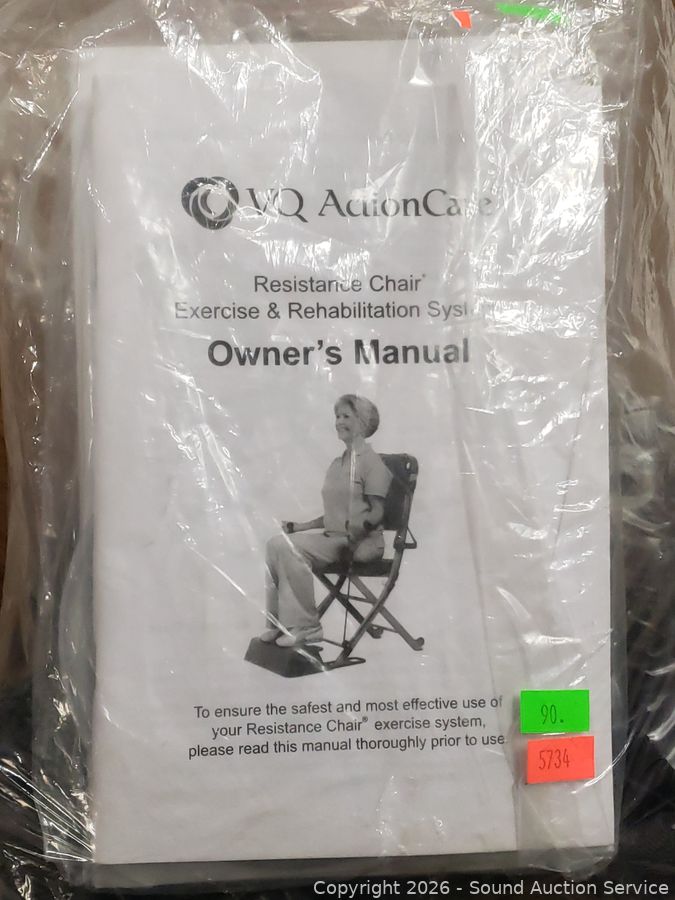 VQ ActionCare
Resistance Chair®
Exercise & Rehabilitation
Owner's Manual
To ensure the safest and most effective use of
your Resistance Chair® exercise system,
please read this manual thoroughly prior to use.
90.
5734
Copyright 2026 - Sound Auction Service